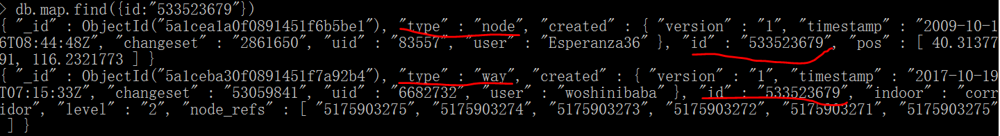 > db.map.find({id:"533523679"})
{ "_id" : ObjectId("5a1cea1a0f0891451f6b5be1"), "type" : "node", "created" : { "version" : "1", "timestamp" : "2009-10-1
6T08:44:48Z", "changeset" : "2861650", "uid" : "83557", "user" : "Esperanza36" }, "id" : "533523679", "pos" : [ 40.31377
91, 116.2321773 ] }
{ "_id" : ObjectId("5a1ceba30f0891451f7a92b4"), "type" : "way", "created" : { "version" : "1", "timestamp" : "2017-10-19
T07:15:33Z", "changeset" : "53059841", "uid" : "6682732", "user" : "woshinibaba" }, "id" : "533523679", "indoor" : "corr
idor", "level" : "2", "node_refs" : [ "5175903275", "5175903274", "5175903273", "5175903272", "5175903271", "5175903275"
] }